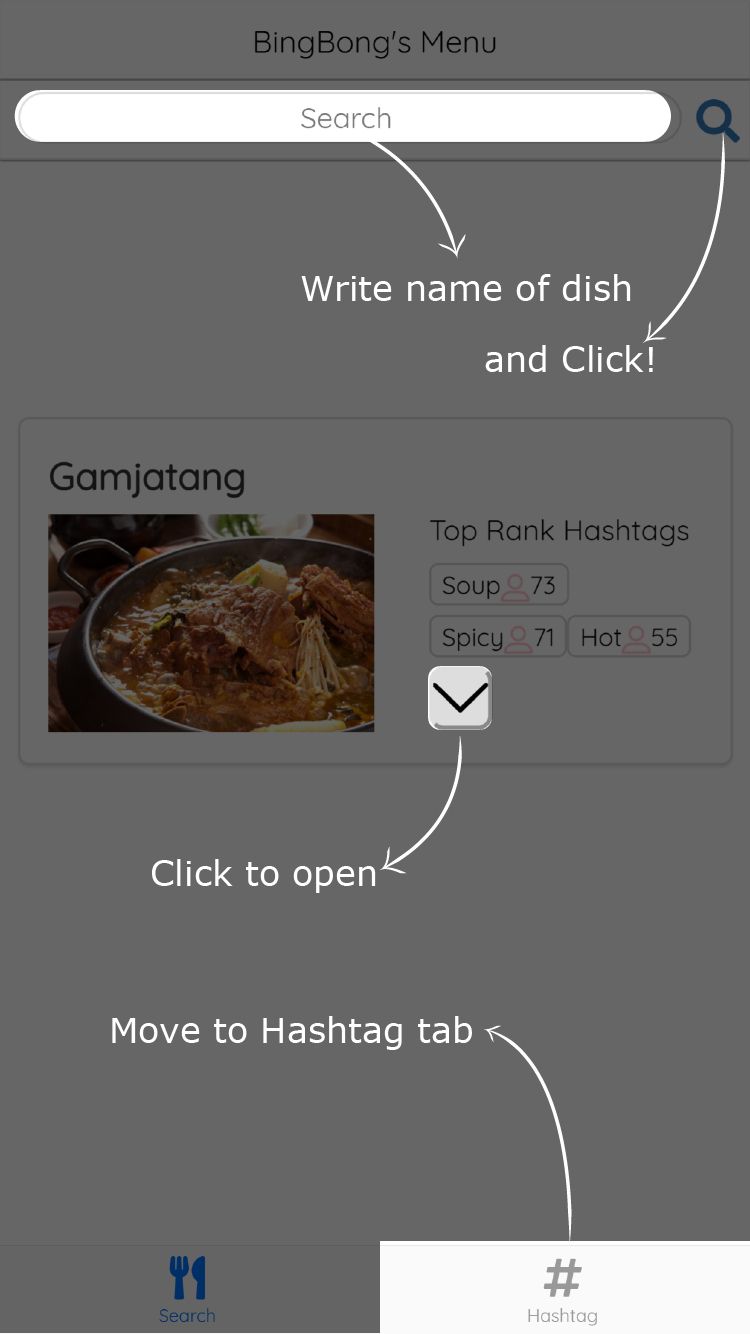 BingBong's Menu
Search
Write name of dish
and Click!
Gamjatang
Top Rank Hashtags
Soup 73
Spicy 71 Hot 55
Click to open
Move to Hashtag tab
Search
Hashtag